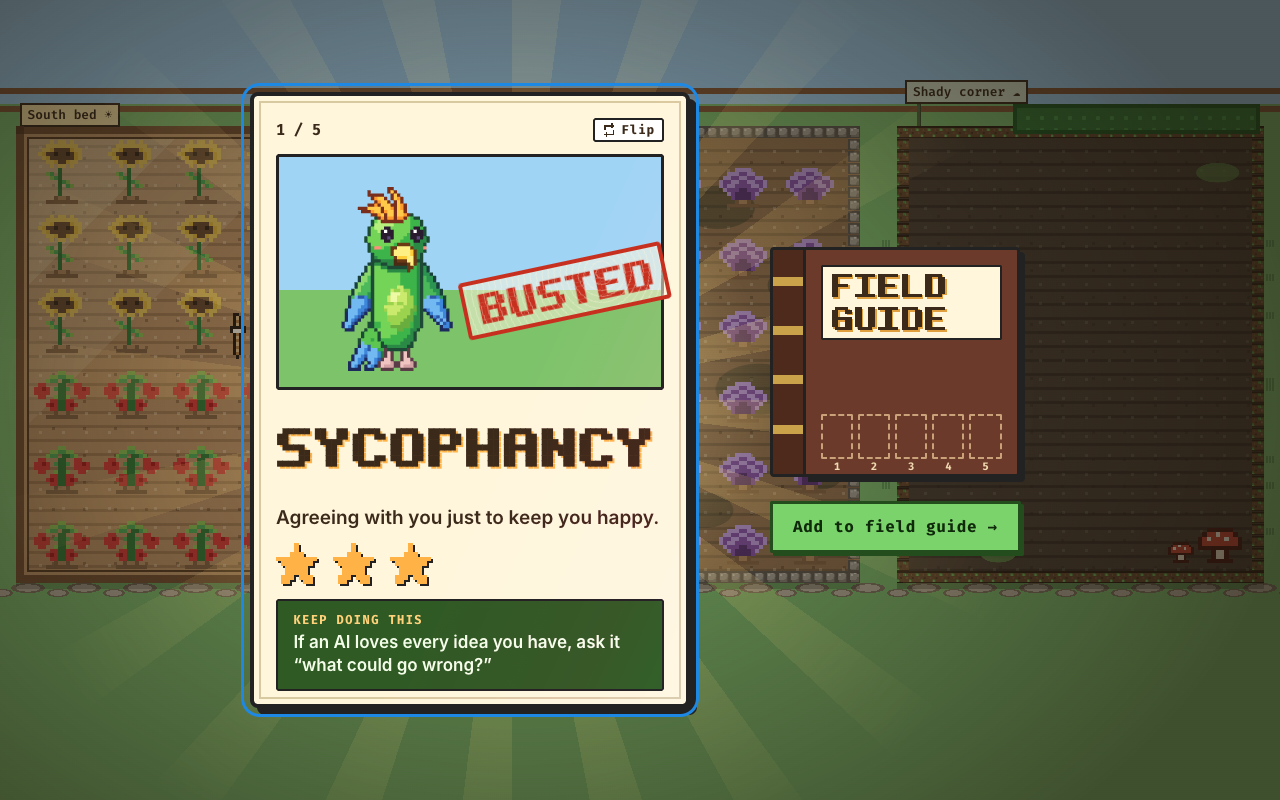 South bed ☀
Shady corner ☁
1 / 5
Flip
BUSTED
SYCOPHANCY
Agreeing with you just to keep you happy.
KEEP DOING THIS
If an AI loves every idea you have, ask it
“what could go wrong?”
FIELD
GUIDE
1 2 3 4 5
Add to field guide →